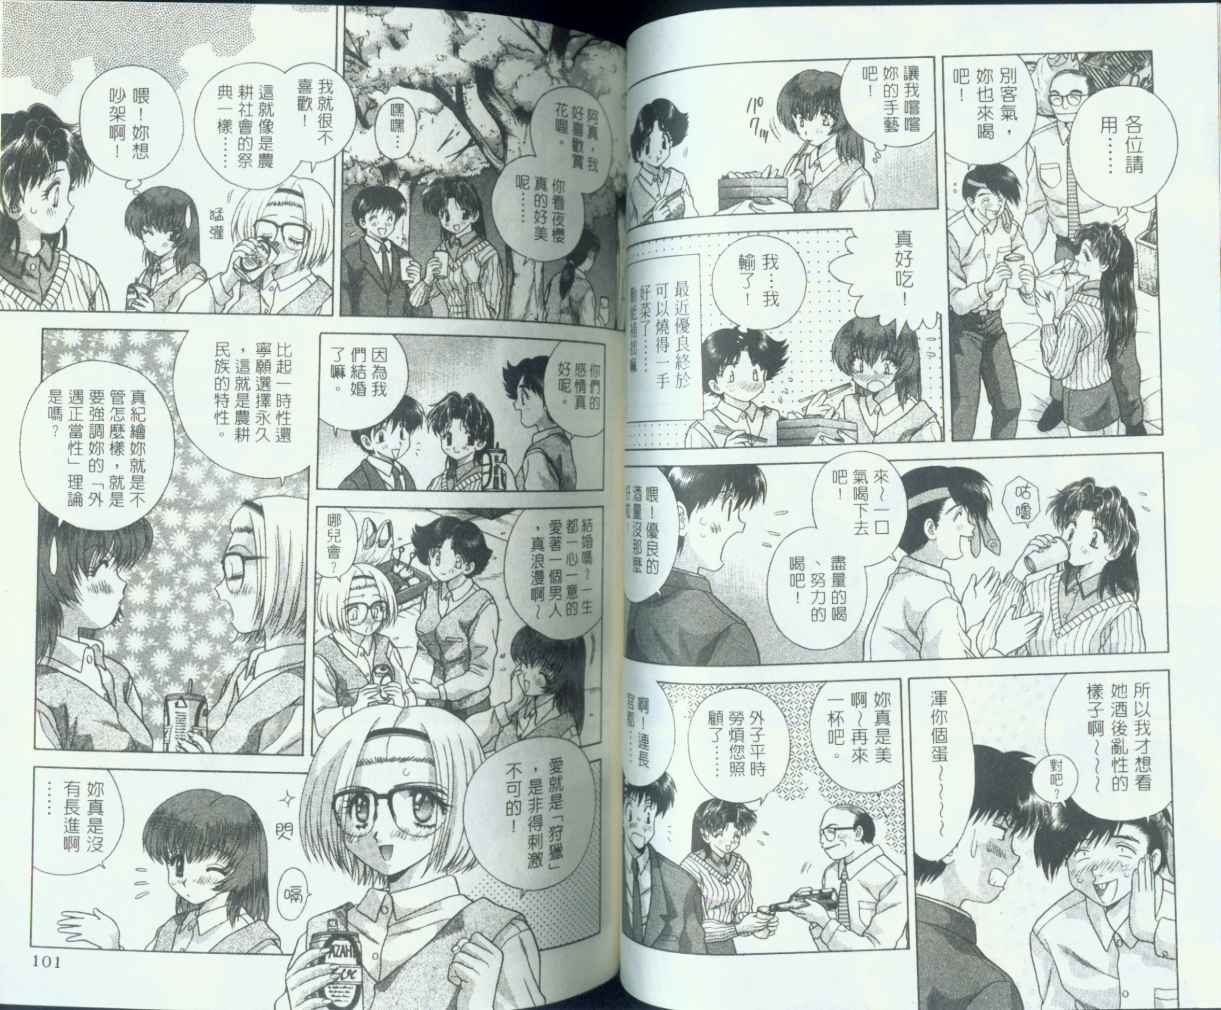 各位請
用……
別客氣，
妳也來喝
吧！
讓我嚐嚐
妳的手藝
吧！
真好吃！
我…我
輸了！
最近優良終於
可以燒得一手
好菜了……
咕嚕
來～一口
氣喝下去
吧！
盡量的喝
、努力的
喝吧！
喂！優良的
酒量沒那麼
所以我才想看
她酒後亂性的
樣子啊～～～
對吧？
渾你個蛋～～～～
妳真是美
啊～再來
一杯吧。
外子平時
勞煩您照
顧了……
啊！連長
阿真，我
好喜歡賞
花喔。
你看夜櫻
真的好美
呢……
嘿嘿…
我就很不
喜歡！
這就像是農
耕社會的祭
典一樣……
猛灌
喂！妳想
吵架啊！
你們的
感情真
好呢。
因為我
們結婚
了嘛。
比起一時性還
寧願選擇永久
，這就是農耕
民族的特性。
真紀繪妳就是不
管怎麼樣，就是
要強調妳的「外
遇正當性」理論
是嗎？
結婚嗎？一生
都一心一意的
愛著一個男人
，真浪漫啊～
哪兒會？
愛就是「狩獵」
，是非得刺激
不可的！
閃
嗝
妳真是沒
有長進啊
……
101